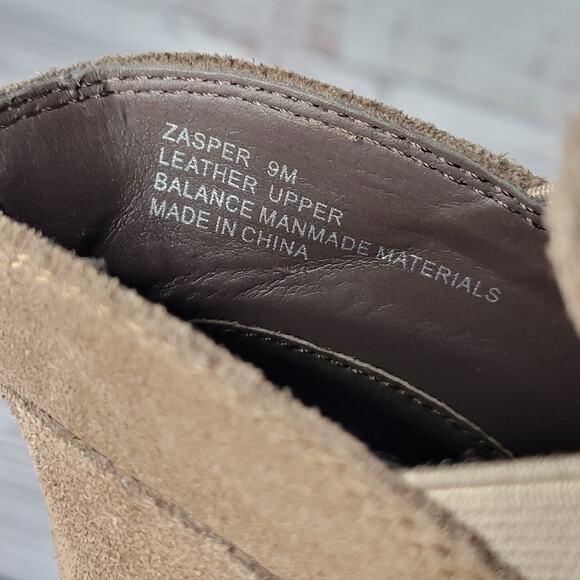 ZASPER 9M
LEATHER UPPER
BALANCE MANMADE MATERIALS
MADE IN CHINA